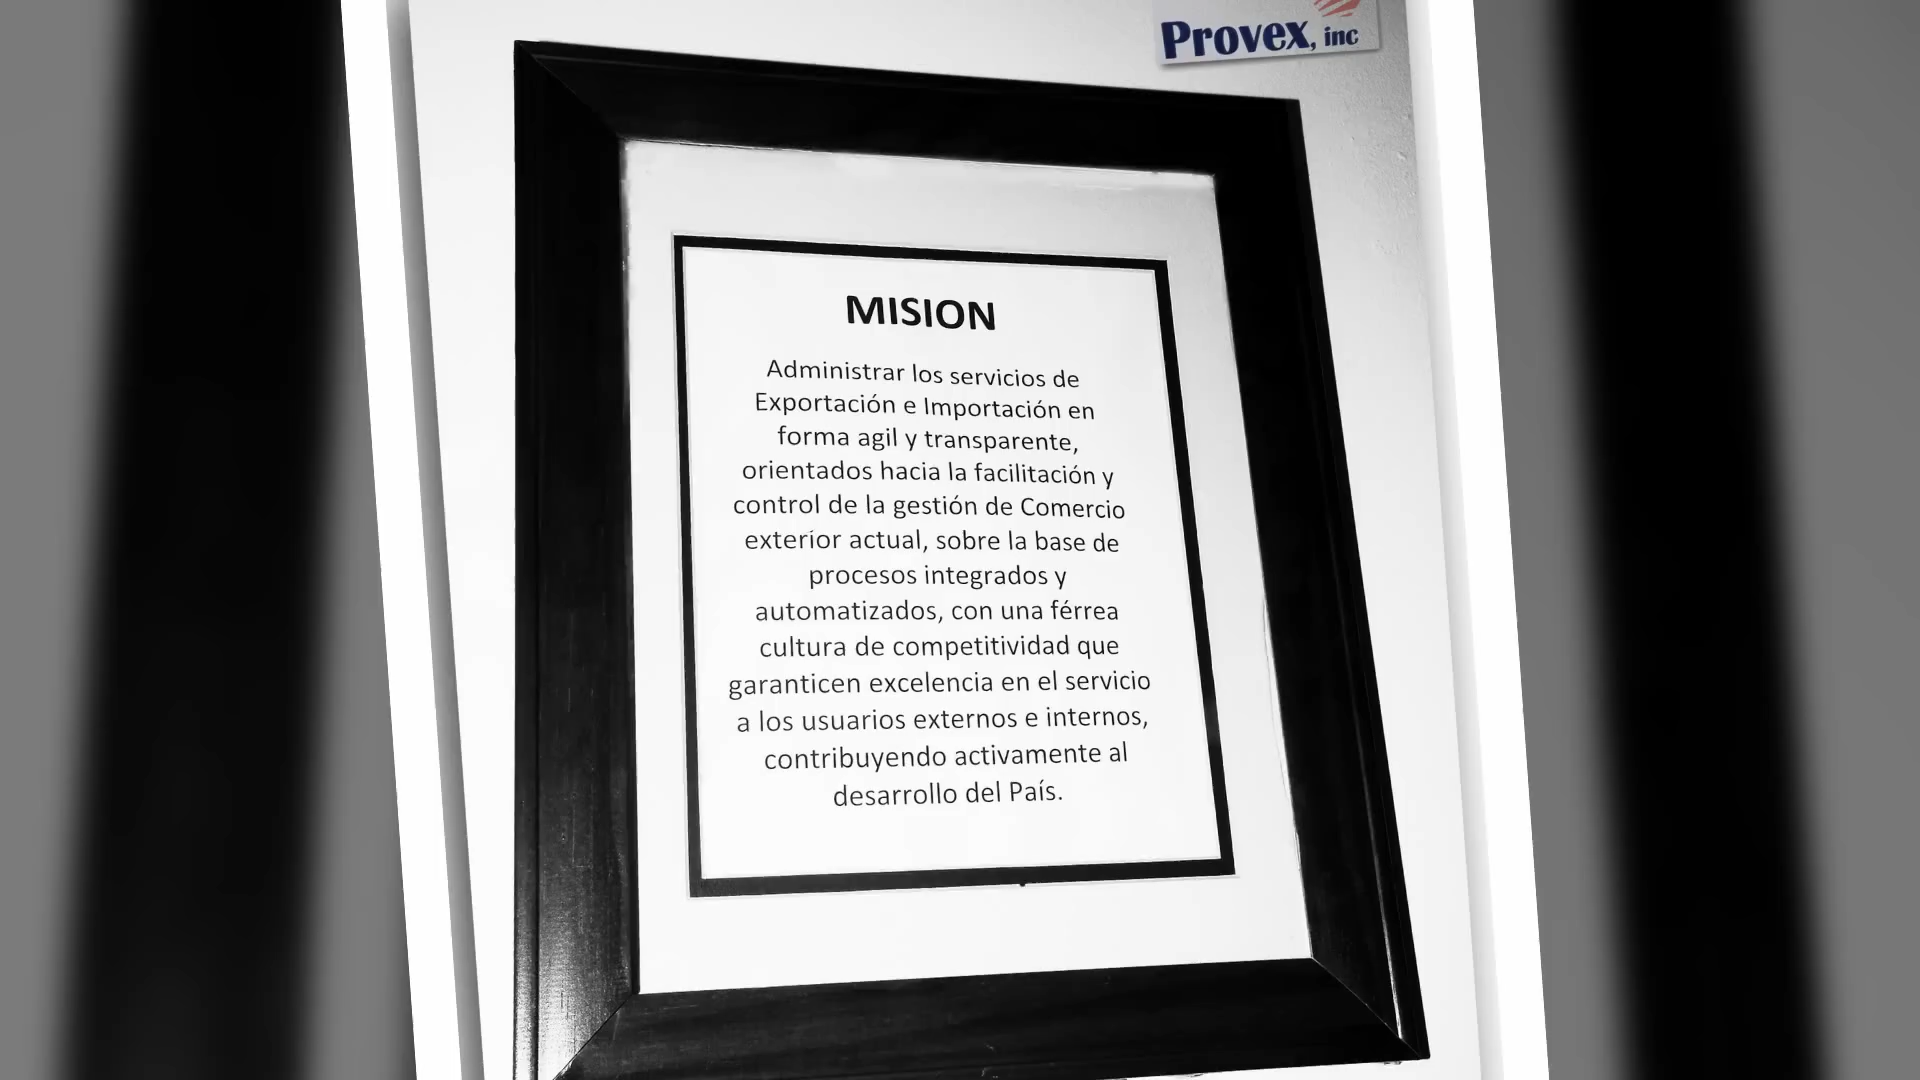 Provex, inc
MISION
Administrar los servicios de
Exportación e Importación en
forma agil y transparente,
orientados hacia la facilitación y
control de la gestión de Comercio
exterior actual, sobre la base de
procesos integrados y
automatizados, con una férrea
cultura de competitividad que
garanticen excelencia en el servicio
a los usuarios externos e internos,
contribuyendo activamente al
desarrollo del País.